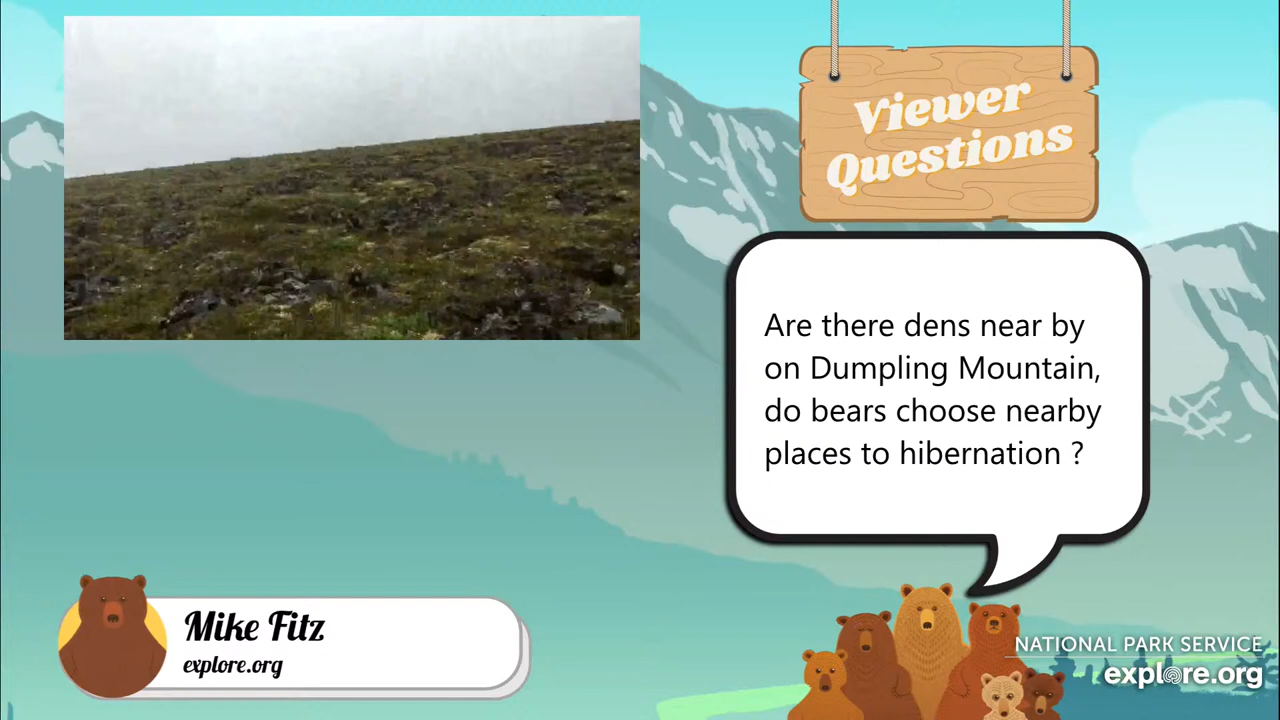 Viewer
Questions
Are there dens near by
on Dumpling Mountain,
do bears choose nearby
places to hibernation ?
Mike Fitz
explore.org
NATIONAL PARK SERVICE
explore.org